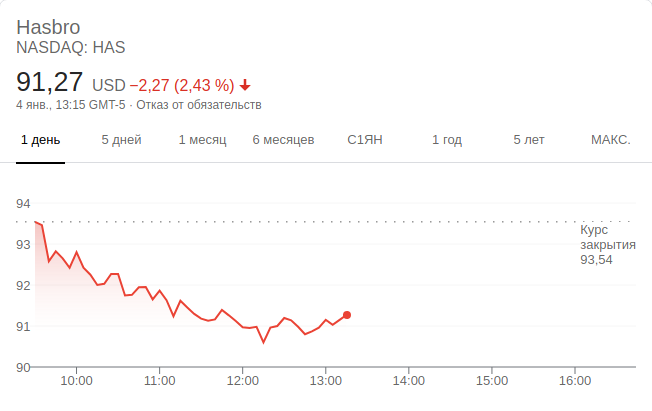 Hasbro
NASDAQ: HAS
91,27 USD −2,27 (2,43 %)
4 янв., 13:15 GMT-5 · Отказ от обязательств
1 день 5 дней 1 месяц 6 месяцев С1ЯН 1 год 5 лет МАКС.
94
93
92
91
90
Курс
закрытия
93,54
10:00 11:00 12:00 13:00 14:00 15:00 16:00